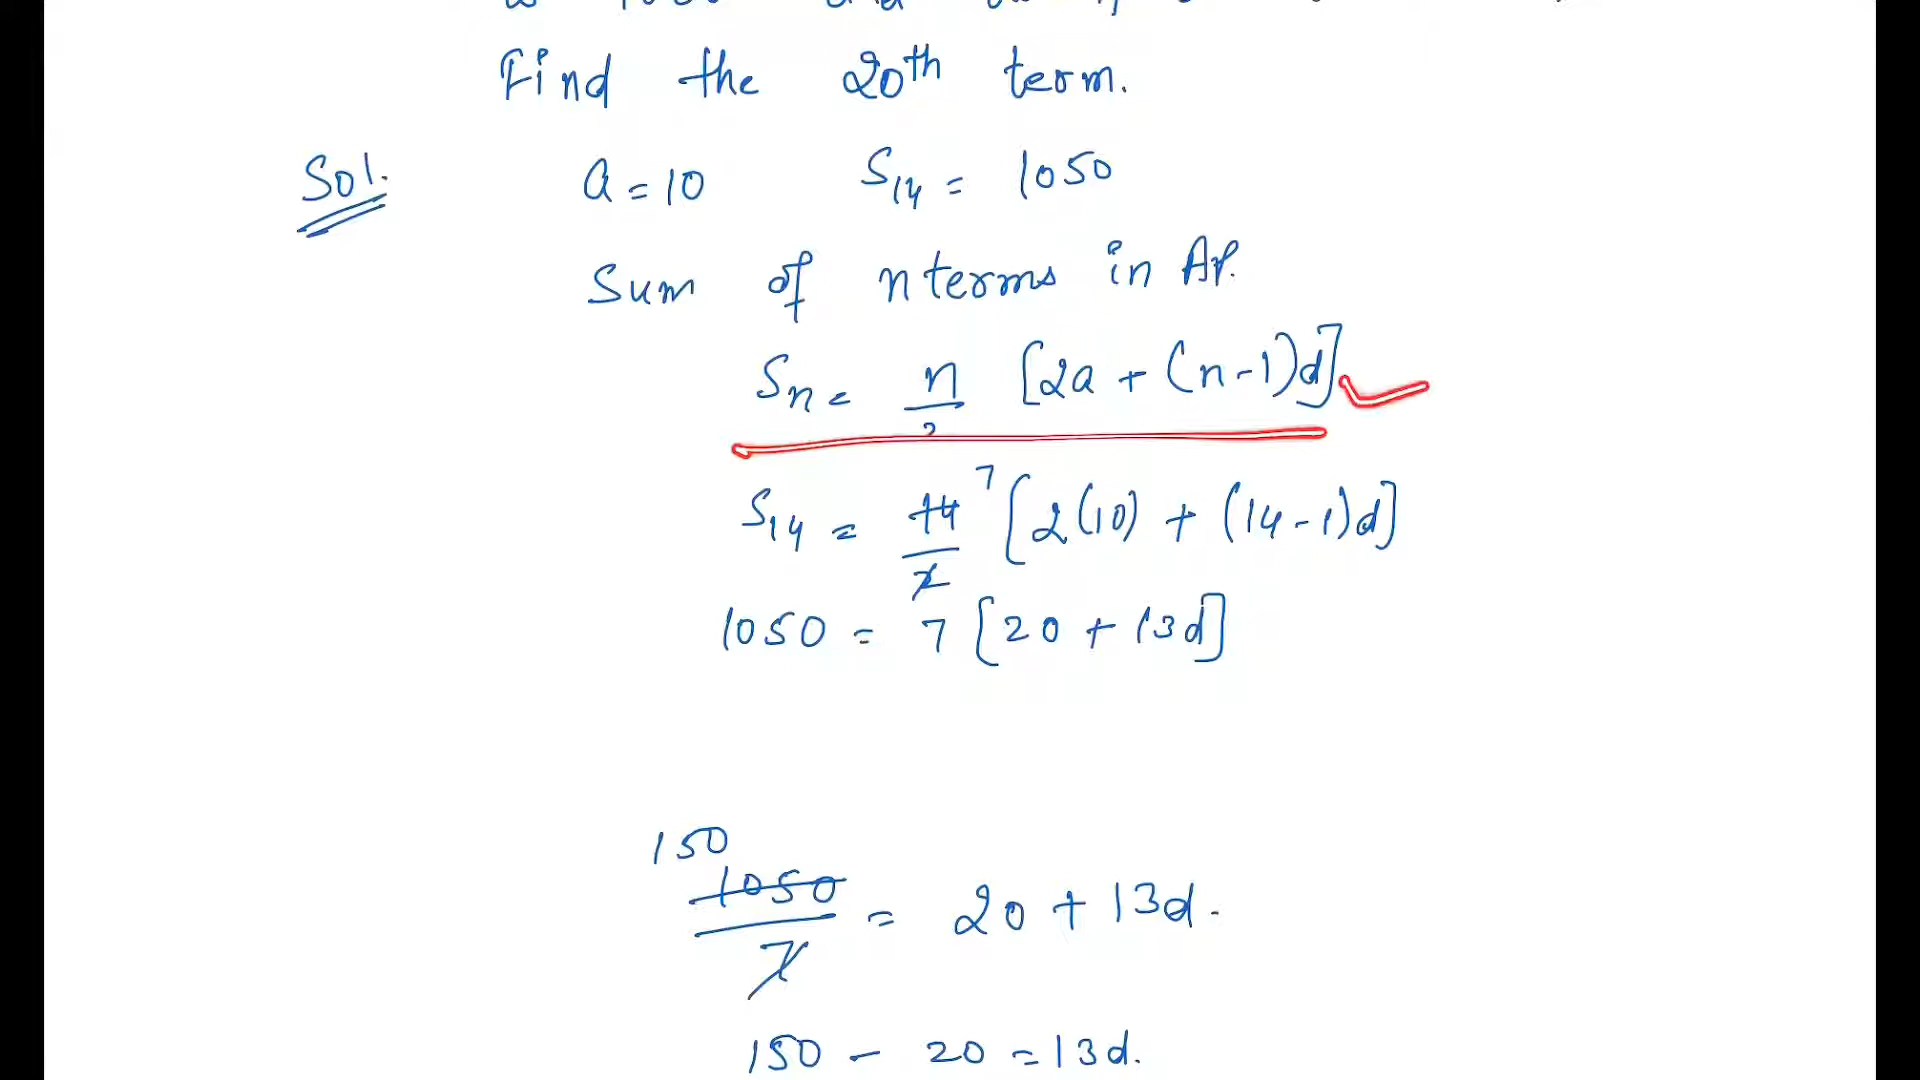 Find the 20th term.
Sol. a = 10 S14 = 1050
Sum of n terms in AP.
Sn = n/2 [2a + (n-1)d]
S14 = 14/2 7 [2(10) + (14-1)d]
1050 = 7 [20 + 13d]
150
1050/7 = 20 + 13d.
150 - 20 = 13d.